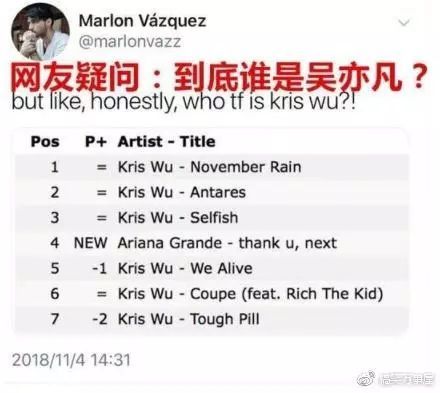 Marlon Vázquez
@marlonvazz
网友疑问：到底谁是吴亦凡？
but like, honestly, who tf is kris wu?!
Pos P+ Artist - Title
1 = Kris Wu - November Rain
2 = Kris Wu - Antares
3 = Kris Wu - Selfish
4 NEW Ariana Grande - thank u, next
5 -1 Kris Wu - We Alive
6 = Kris Wu - Coupe (feat. Rich The Kid)
7 -2 Kris Wu - Tough Pill
2018/11/4 14:31